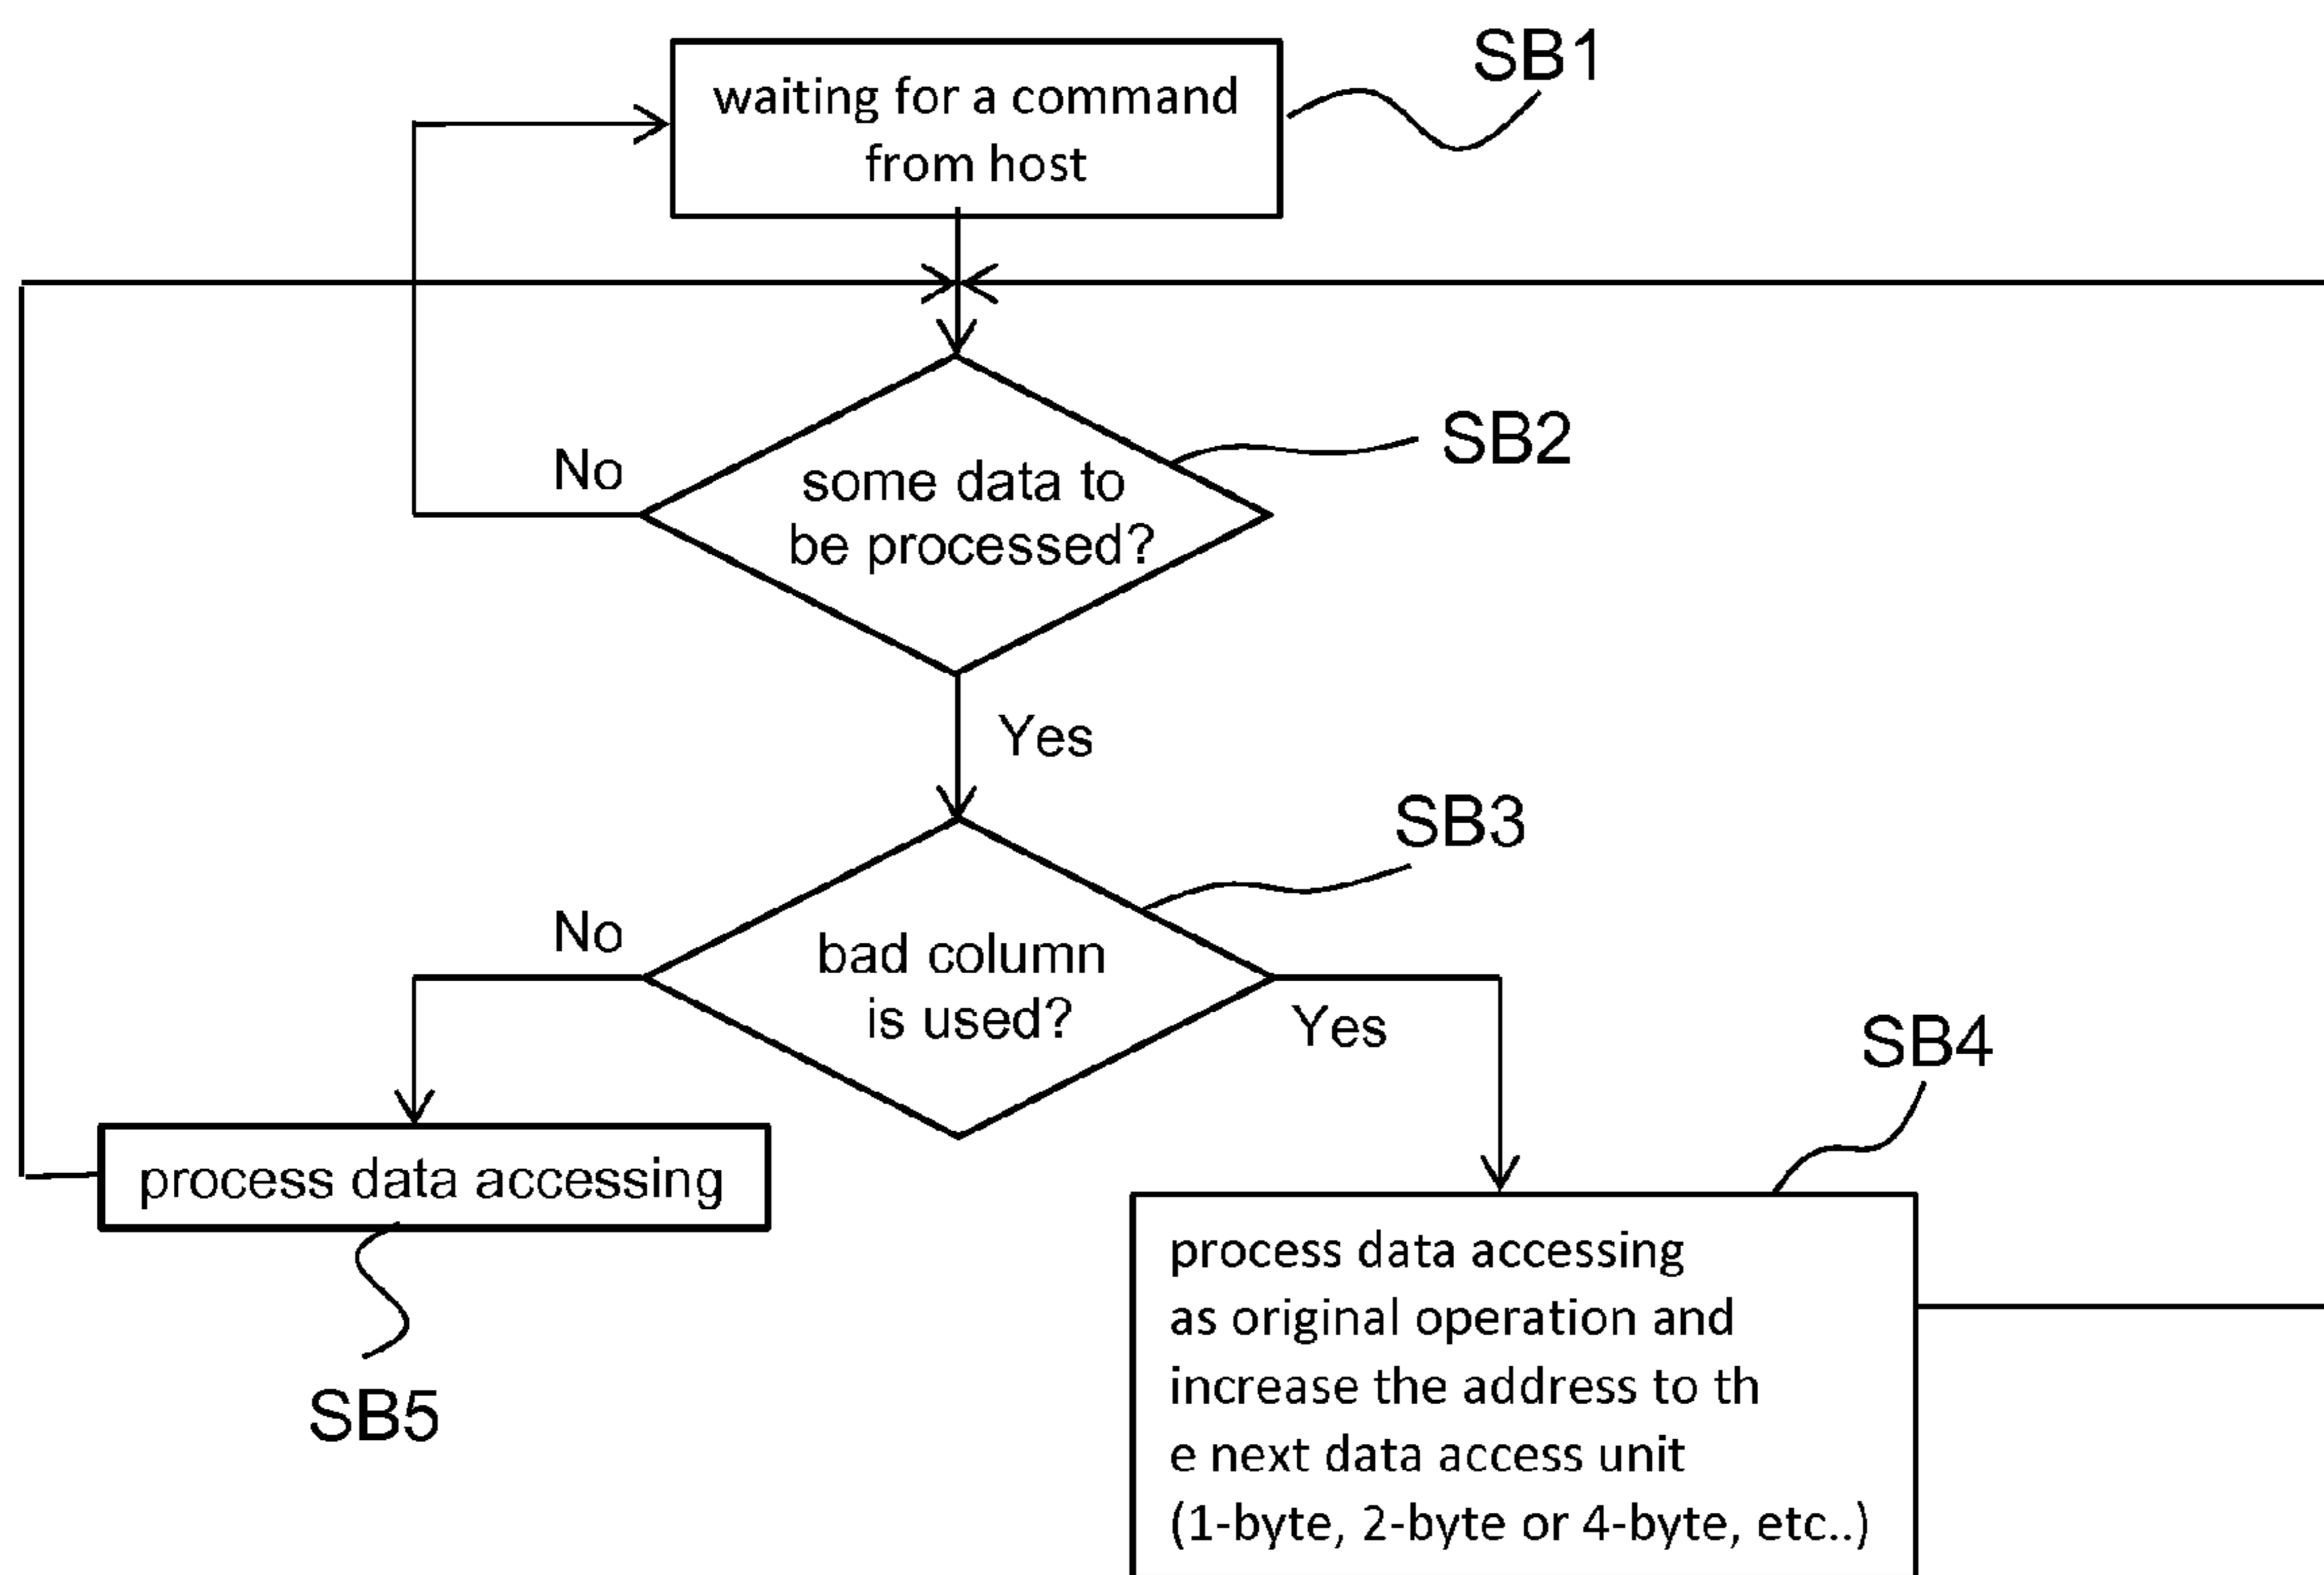 SB1
waiting for a command
from host
SB2
No
some data to
be processed?
Yes
SB3
No
bad column
is used?
Yes
SB4
process data accessing
process data accessing
as original operation and
increase the address to th
e next data access unit
(1-byte, 2-byte or 4-byte, etc..)
SB5